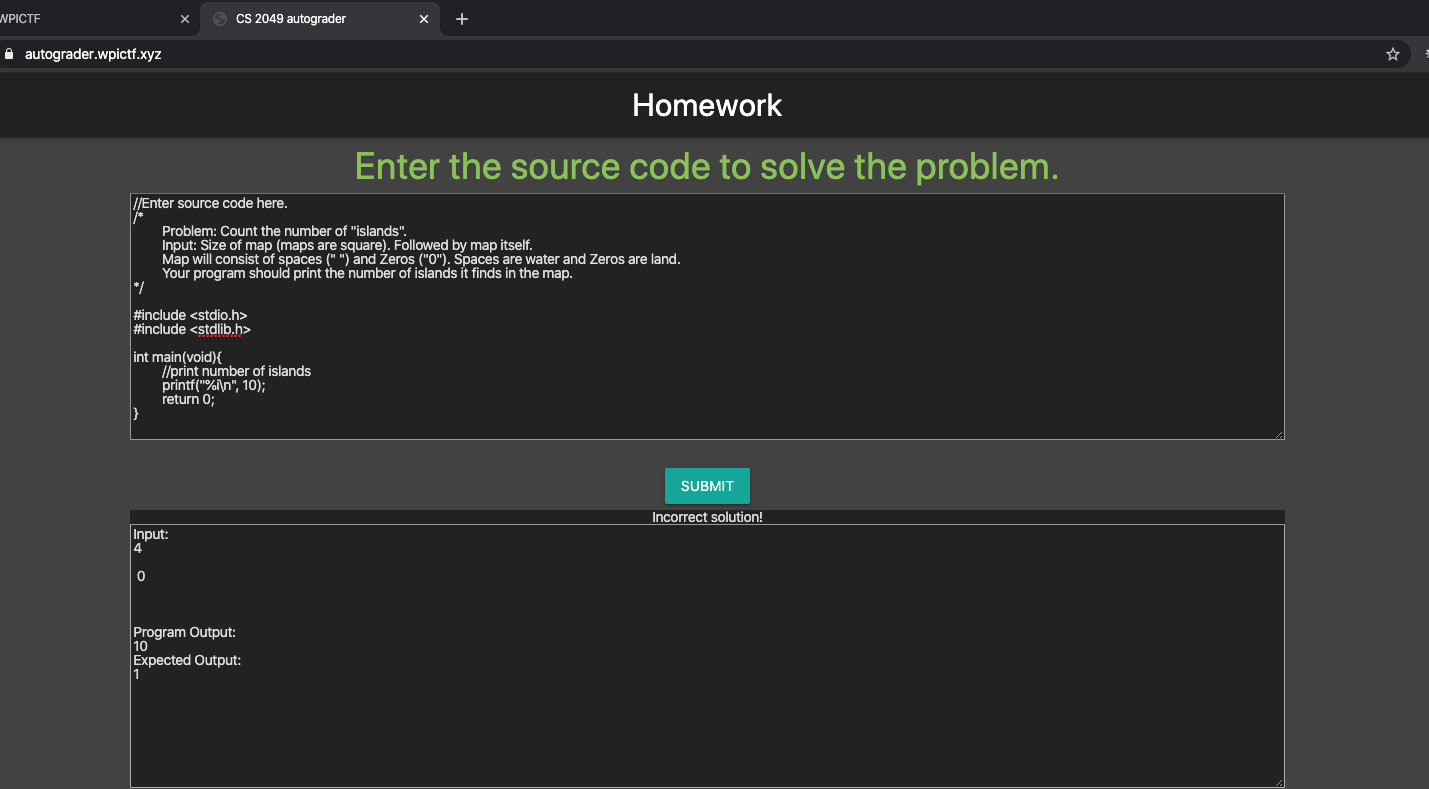 WPICTF
CS 2049 autograder
autograder.wpictf.xyz
Homework
Enter the source code to solve the problem.
//Enter source code here.
/*
Problem: Count the number of "islands".
Input: Size of map (maps are square). Followed by map itself.
Map will consist of spaces (" ") and Zeros ("0"). Spaces are water and Zeros are land.
Your program should print the number of islands it finds in the map.
*/
#include <stdio.h>
#include <stdlib.h>
int main(void){
//print number of islands
printf("%i\n", 10);
return 0;
}
SUBMIT
Incorrect solution!
Input:
4
0
Program Output:
10
Expected Output:
1